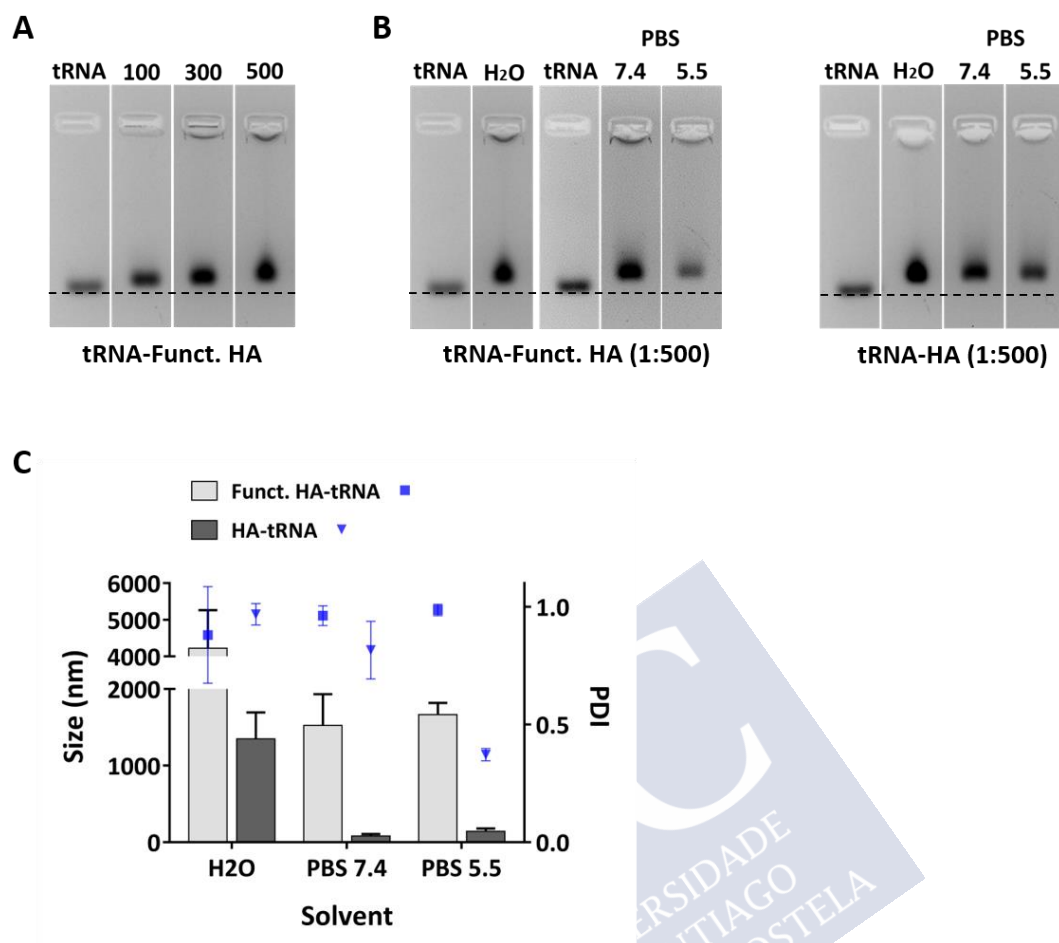 A
tRNA 100 300 500
tRNA-Funct. HA
B
PBS
tRNA H2O tRNA 7.4 5.5
tRNA-Funct. HA (1:500)
PBS
tRNA H2O 7.4 5.5
tRNA-HA (1:500)
C
Funct. HA-tRNA
HA-tRNA
6000
5000
4000
2000
1000
0
Size (nm)
1.0
0.5
0.0
PDI
H2O PBS 7.4 PBS 5.5
Solvent
C
ERSIDADE
NTIAGO
OSTELA